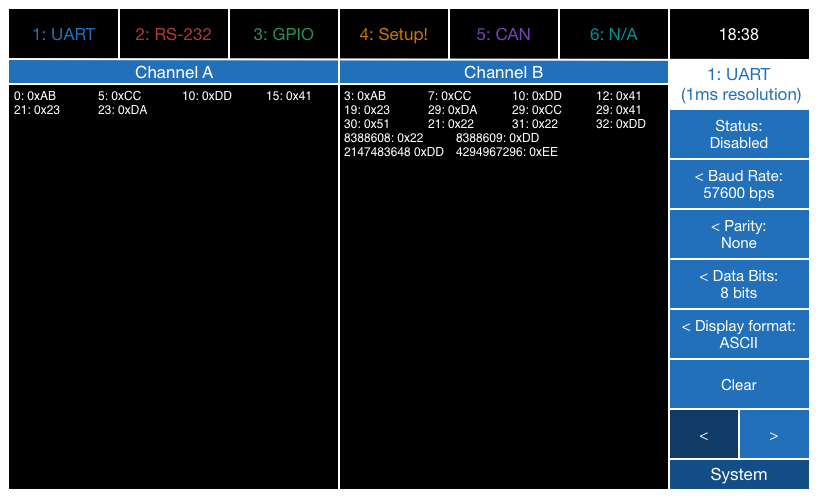 1: UART 2: RS-232 3: GPIO 4: Setup! 5: CAN 6: N/A 18:38
Channel A
0: 0xAB 5: 0xCC 10: 0xDD 15: 0x41
21: 0x23 23: 0xDA
Channel B
3: 0xAB 7: 0xCC 10: 0xDD 12: 0x41
19: 0x23 29: 0xDA 29: 0xCC 29: 0x41
30: 0x51 21: 0x22 31: 0x22 32: 0xDD
8388608: 0x22 8388609: 0xDD
2147483648 0xDD 4294967296: 0xEE
1: UART
(1ms resolution)
Status:
Disabled
< Baud Rate:
57600 bps
< Parity:
None
< Data Bits:
8 bits
< Display format:
ASCII
Clear
< >
System